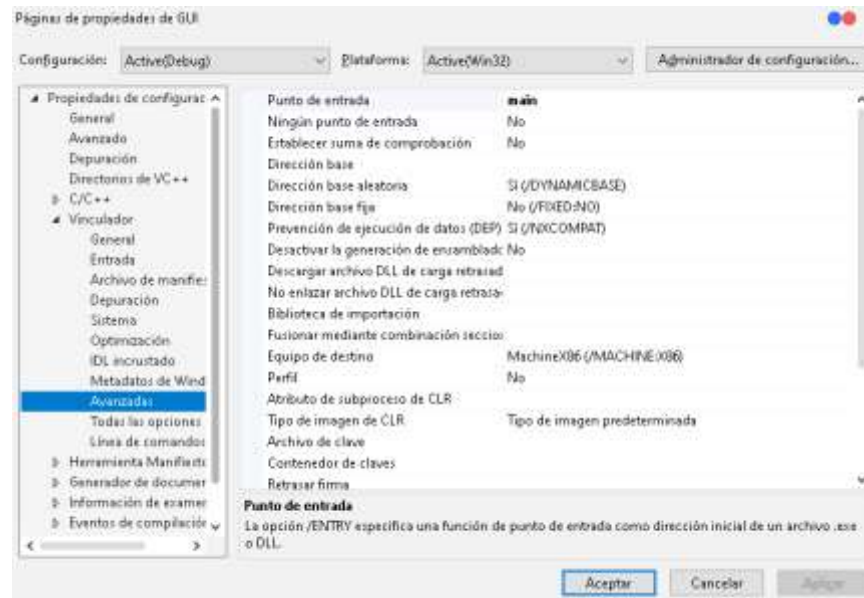 Páginas de propiedades de GUI
Configuración: Active(Debug) Plataforma: Active(Win32) Administrador de configuración...
Propiedades de configurac
General
Avanzado
Depuración
Directorios de VC++
C/C++
Vinculador
General
Entrada
Archivo de manifies
Depuración
Sistema
Optimización
IDL incrustado
Metadatos de Wind
Avanzadas
Todas las opciones
Línea de comandos
Herramienta Manifiesto
Generador de documen
Información de examen
Eventos de compilación
Punto de entrada main
Ningún punto de entrada No
Establecer suma de comprobación No
Dirección base
Dirección base aleatoria Sí (/DYNAMICBASE)
Dirección base fija No (/FIXED:NO)
Prevención de ejecución de datos (DEP) Sí (/NXCOMPAT)
Desactivar la generación de ensamblado No
Descargar archivo DLL de carga retrasad
No enlazar archivo DLL de carga retrasa
Biblioteca de importación
Fusionar mediante combinación seccion
Equipo de destino MachineX86 (/MACHINE:X86)
Perfil No
Atributo de subproceso de CLR
Tipo de imagen de CLR Tipo de imagen predeterminada
Archivo de clave
Contenedor de claves
Retrasar firma
Punto de entrada
La opción /ENTRY especifica una función de punto de entrada como dirección inicial de un archivo .exe
o DLL.
Aceptar Cancelar Aplicar